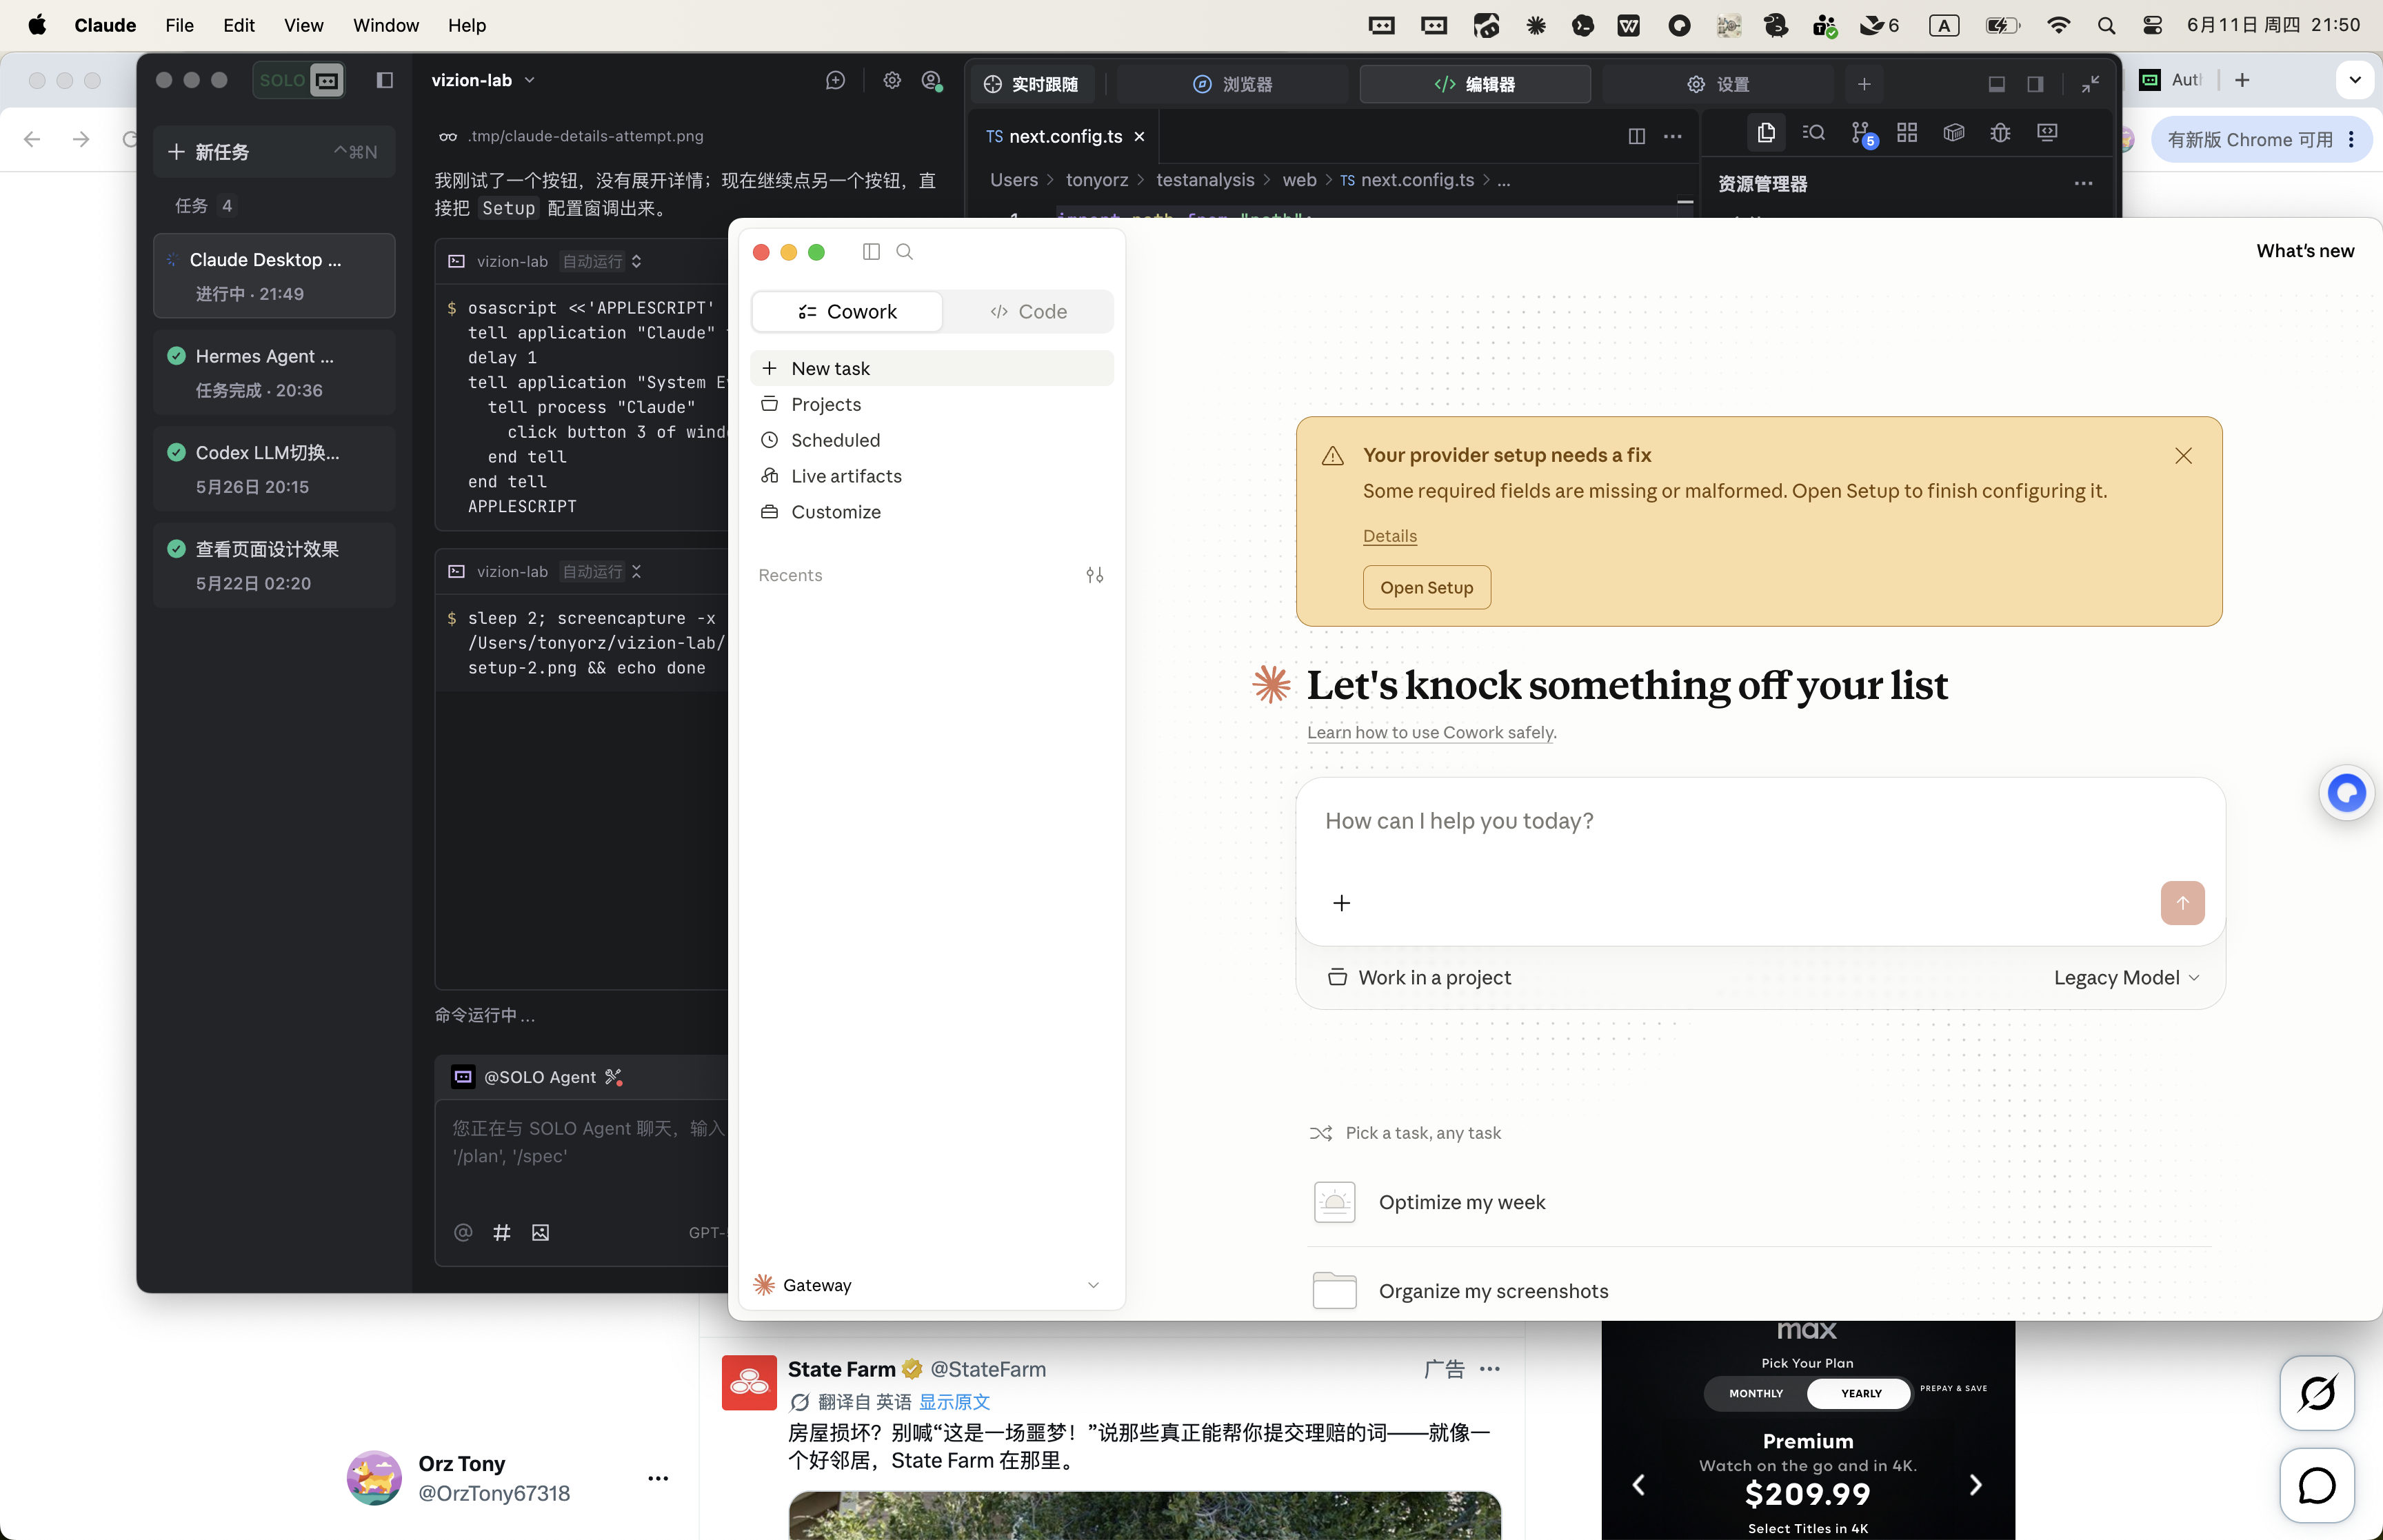 Claude File Edit View Window Help
6 A 6月11日 周四 21:50
SOLO
vizion-lab
实时跟随
浏览器
编辑器
设置
有新版 Chrome 可用
新任务 ^⌘N
任务 4
Claude Desktop ...
进行中 · 21:49
Hermes Agent ...
任务完成 · 20:36
Codex LLM切换...
5月26日 20:15
查看页面设计效果
5月22日 02:20
.tmp/claude-details-attempt.png
我刚试了一个按钮，没有展开详情；现在继续点另一个按钮，直
接把 Setup 配置窗调出来。
vizion-lab 自动运行
$ osascript <<'APPLESCRIPT'
tell application "Claude"
delay 1
tell application "System
tell process "Claude"
click button 3 of
end tell
end tell
APPLESCRIPT
vizion-lab 自动运行
$ sleep 2; screencapture -x
/Users/tonyorz/vizion-lab/
setup-2.png && echo done
命令运行中...
@SOLO Agent
您正在与 SOLO Agent 聊天，输入
'/plan', '/spec'
@ #
GPT-
TS next.config.ts
Users > tonyorz > testanalysis > web > TS next.config.ts > ...
1 import path from "path";
5
资源管理器
What's new
Cowork
Code
New task
Projects
Scheduled
Live artifacts
Customize
Recents
Gateway
Your provider setup needs a fix
Some required fields are missing or malformed. Open Setup to finish configuring it.
Details
Open Setup
Let's knock something off your list
Learn how to use Cowork safely.
How can I help you today?
Work in a project
Legacy Model
Pick a task, any task
Optimize my week
Organize my screenshots
State Farm @StateFarm
广告
翻译自 英语 显示原文
房屋损坏？别喊“这是一场噩梦！”说那些真正能帮你提交理赔的词——就像一
个好邻居，State Farm 在那里。
Orz Tony
@OrzTony67318
max
Pick Your Plan
MONTHLY YEARLY PREPAY & SAVE
Premium
Watch on the go and in 4K.
$209.99
Select Titles in 4K